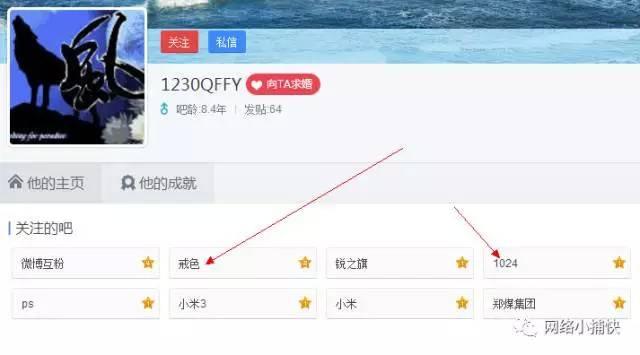 關注 私信
1230QFFY 向TA求婚
吧龄:8.4年 | 发贴:64
他的主页 他的成就
关注的吧
微博互粉 戒色 锐之旗 1024
ps 小米3 小米 郑煤集团
网络小捕快